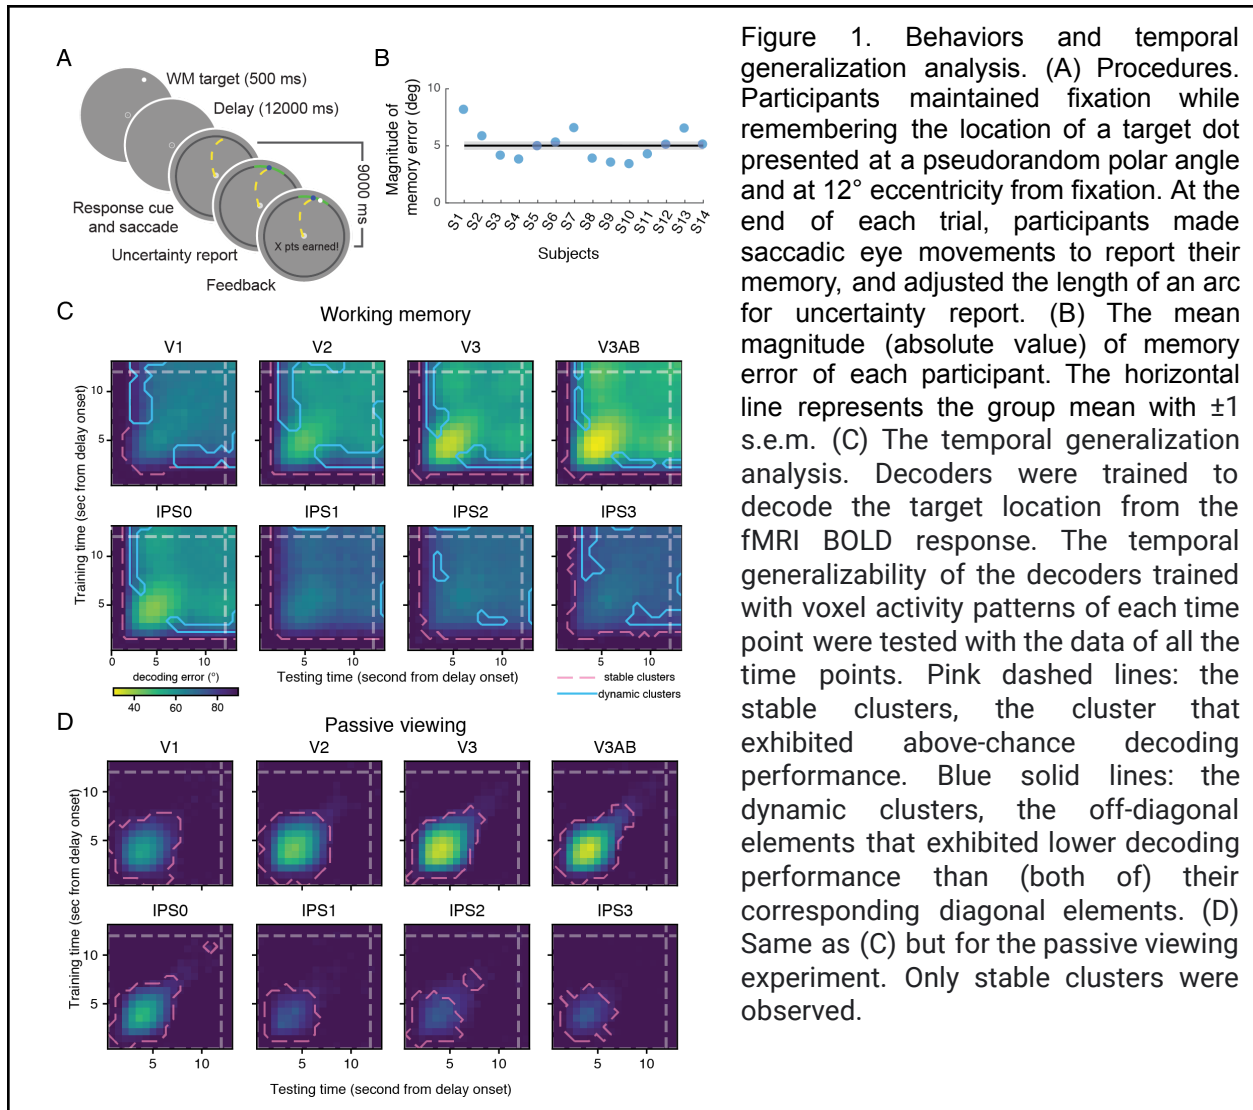 A
WM target (500 ms)
Delay (12000 ms)
9000 ms
Response cue
and saccade
Uncertainty report
X pts earned!
Feedback
B
Magnitude of
memory error (deg)
10
5
0
S1
S2
S3
S4
S5
S6
S7
S8
S9
S10
S11
S12
S13
S14
Subjects
C
Working memory
V1
V2
V3
V3AB
Training time (sec from delay onset)
10
5
IPS0
IPS1
IPS2
IPS3
10
5
0
5
10
5
10
5
10
5
10
Testing time (second from delay onset)
decoding error (°)
40
60
80
stable clusters
dynamic clusters
D
Passive viewing
V1
V2
V3
V3AB
Training time (sec from delay onset)
10
5
IPS0
IPS1
IPS2
IPS3
10
5
5
10
5
10
5
10
5
10
Testing time (second from delay onset)
Figure 1. Behaviors and temporal
generalization analysis. (A) Procedures.
Participants maintained fixation while
remembering the location of a target dot
presented at a pseudorandom polar angle
and at 12° eccentricity from fixation. At the
end of each trial, participants made
saccadic eye movements to report their
memory, and adjusted the length of an arc
for uncertainty report. (B) The mean
magnitude (absolute value) of memory
error of each participant. The horizontal
line represents the group mean with ±1
s.e.m. (C) The temporal generalization
analysis. Decoders were trained to
decode the target location from the
fMRI BOLD response. The temporal
generalizability of the decoders trained
with voxel activity patterns of each time
point were tested with the data of all the
time points. Pink dashed lines: the
stable clusters, the cluster that
exhibited above-chance decoding
performance. Blue solid lines: the
dynamic clusters, the off-diagonal
elements that exhibited lower decoding
performance than (both of) their
corresponding diagonal elements. (D)
Same as (C) but for the passive viewing
experiment. Only stable clusters were
observed.